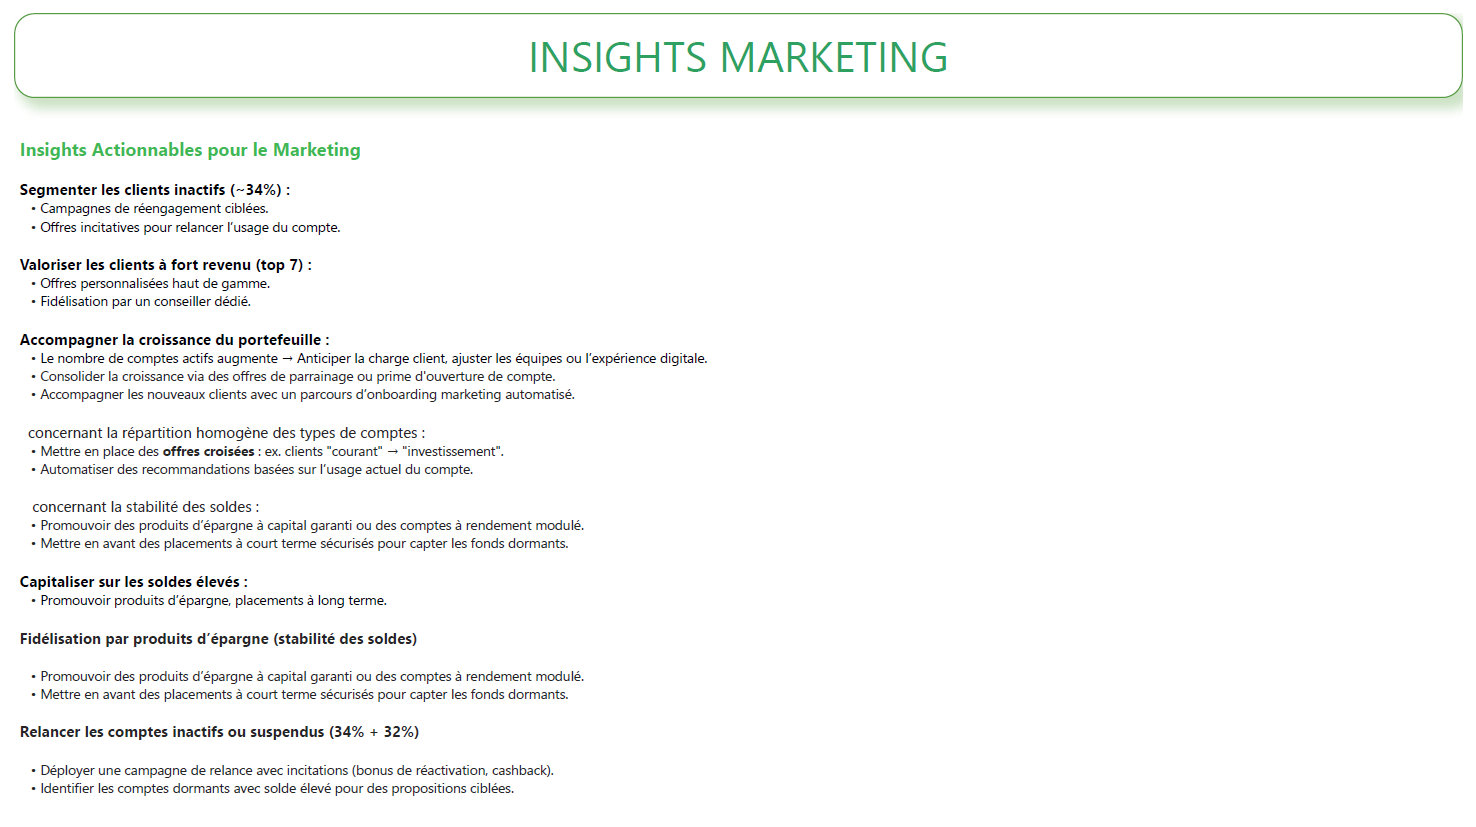 INSIGHTS MARKETING
Insights Actionnables pour le Marketing
Segmenter les clients inactifs (~34%) :
• Campagnes de réengagement ciblées.
• Offres incitatives pour relancer l’usage du compte.
Valoriser les clients à fort revenu (top 7) :
• Offres personnalisées haut de gamme.
• Fidélisation par un conseiller dédié.
Accompagner la croissance du portefeuille :
• Le nombre de comptes actifs augmente → Anticiper la charge client, ajuster les équipes ou l’expérience digitale.
• Consolider la croissance via des offres de parrainage ou prime d'ouverture de compte.
• Accompagner les nouveaux clients avec un parcours d’onboarding marketing automatisé.
concernant la répartition homogène des types de comptes :
• Mettre en place des offres croisées : ex. clients "courant" → "investissement".
• Automatiser des recommandations basées sur l’usage actuel du compte.
concernant la stabilité des soldes :
• Promouvoir des produits d’épargne à capital garanti ou des comptes à rendement modulé.
• Mettre en avant des placements à court terme sécurisés pour capter les fonds dormants.
Capitaliser sur les soldes élevés :
• Promouvoir produits d’épargne, placements à long terme.
Fidélisation par produits d’épargne (stabilité des soldes)
• Promouvoir des produits d’épargne à capital garanti ou des comptes à rendement modulé.
• Mettre en avant des placements à court terme sécurisés pour capter les fonds dormants.
Relancer les comptes inactifs ou suspendus (34% + 32%)
• Déployer une campagne de relance avec incitations (bonus de réactivation, cashback).
• Identifier les comptes dormants avec solde élevé pour des propositions ciblées.